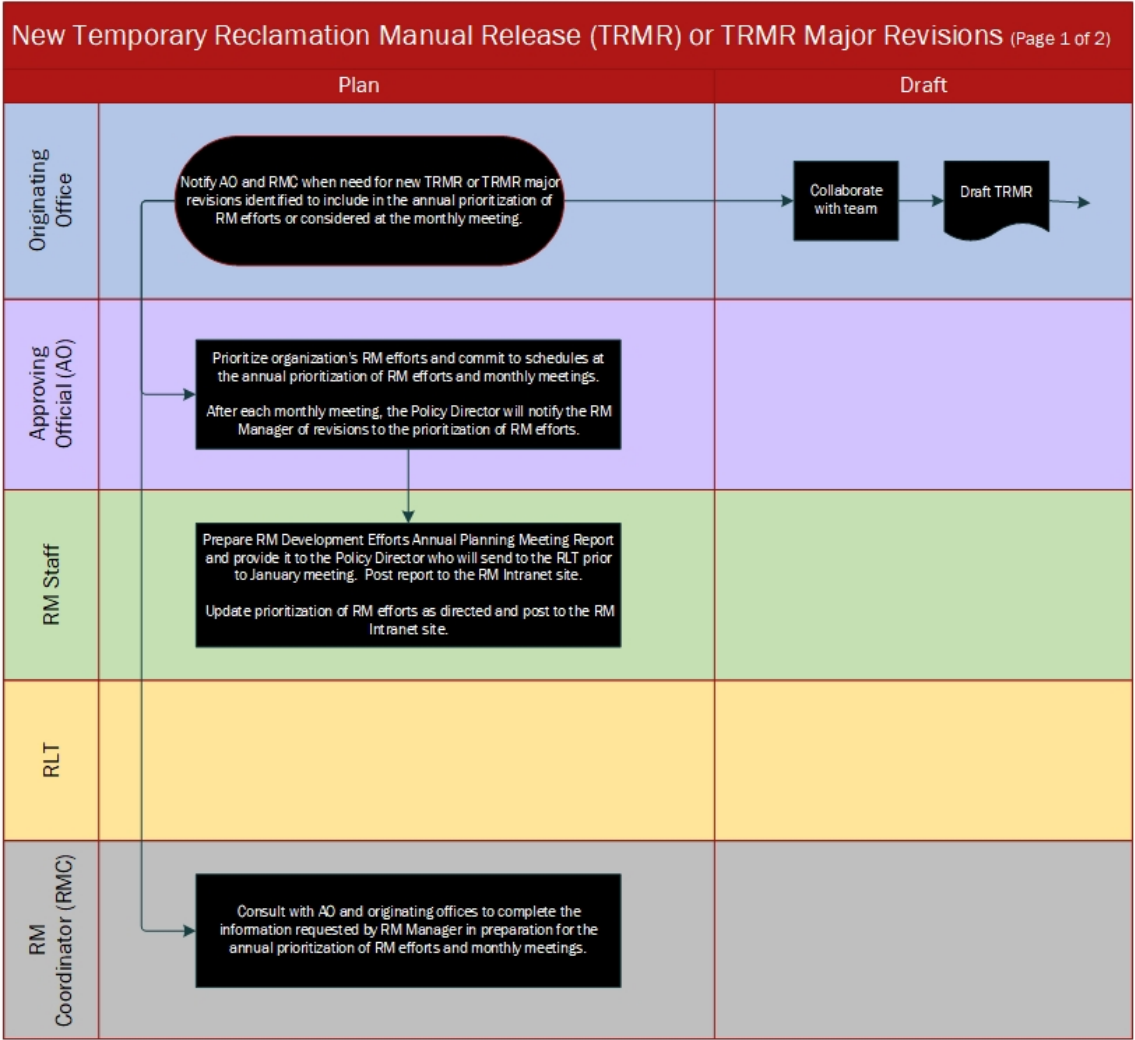 New Temporary Reclamation Manual Release (TRMR) or TRMR Major Revisions (Page 1 of 2)
Plan
Draft
Originating
Office
Notify AO and RMC when need for new TRMR or TRMR major
revisions identified to include in the annual prioritization of
RM efforts or considered at the monthly meeting.
Collaborate
with team
Draft TRMR
Approving
Official (AO)
Prioritize organization's RM efforts and commit to schedules at
the annual prioritization of RM efforts and monthly meetings.
After each monthly meeting, the Policy Director will notify the RM
Manager of revisions to the prioritization of RM efforts.
RM Staff
Prepare RM Development Efforts Annual Planning Meeting Report
and provide it to the Policy Director who will send to the RLT prior
to January meeting. Post report to the RM Intranet site.
Update prioritization of RM efforts as directed and post to the RM
Intranet site.
RLT
RM
Coordinator (RMC)
Consult with AO and originating offices to complete the
information requested by RM Manager in preparation for the
annual prioritization of RM efforts and monthly meetings.